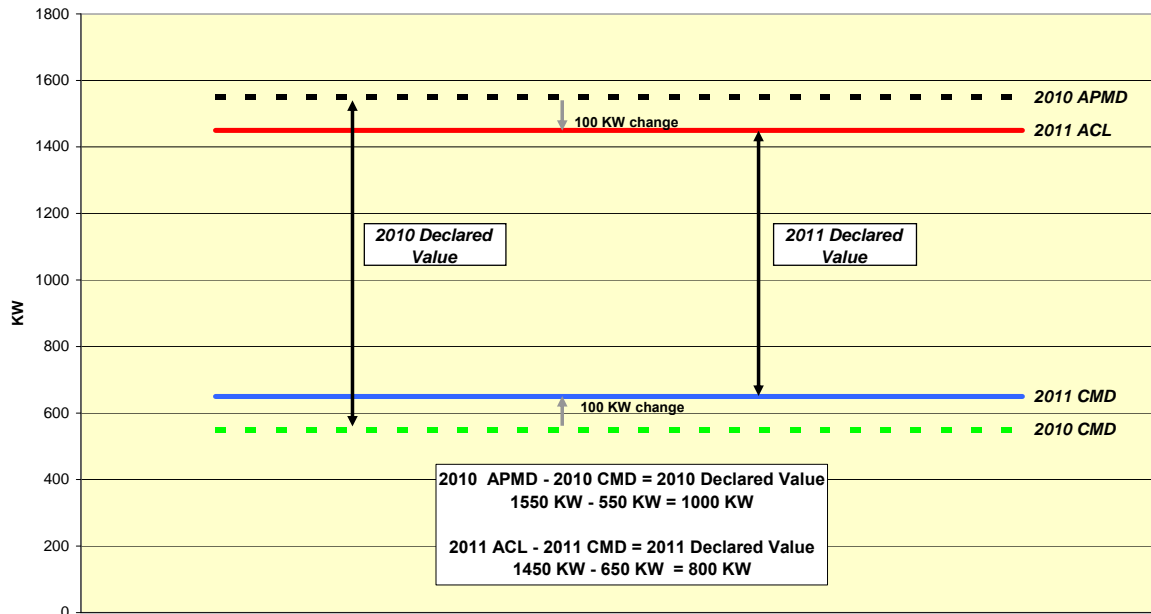 1800
1600
2010 APMD
100 KW change
2011 ACL
1400
1200
2010 Declared
Value
2011 Declared
Value
1000
KW
800
2011 CMD
100 KW change
600
2010 CMD
400
2010 APMD - 2010 CMD = 2010 Declared Value
1550 KW - 550 KW = 1000 KW
2011 ACL - 2011 CMD = 2011 Declared Value
1450 KW - 650 KW = 800 KW
200
0